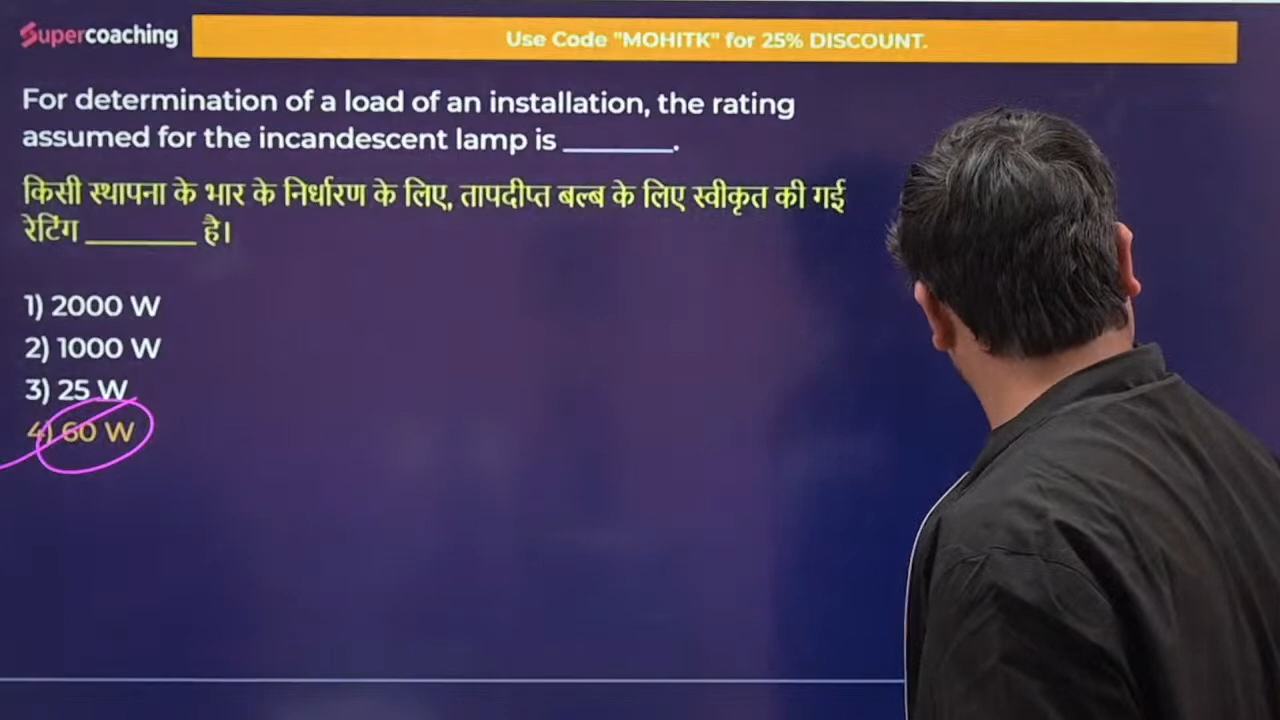 Supercoaching
Use Code "MOHITK" for 25% DISCOUNT.
For determination of a load of an installation, the rating
assumed for the incandescent lamp is ________.
किसी स्थापना के भार के निर्धारण के लिए, तापदीप्त बल्ब के लिए स्वीकृत की गई
रेटिंग ________ है।
1) 2000 W
2) 1000 W
3) 25 W
4) 60 W